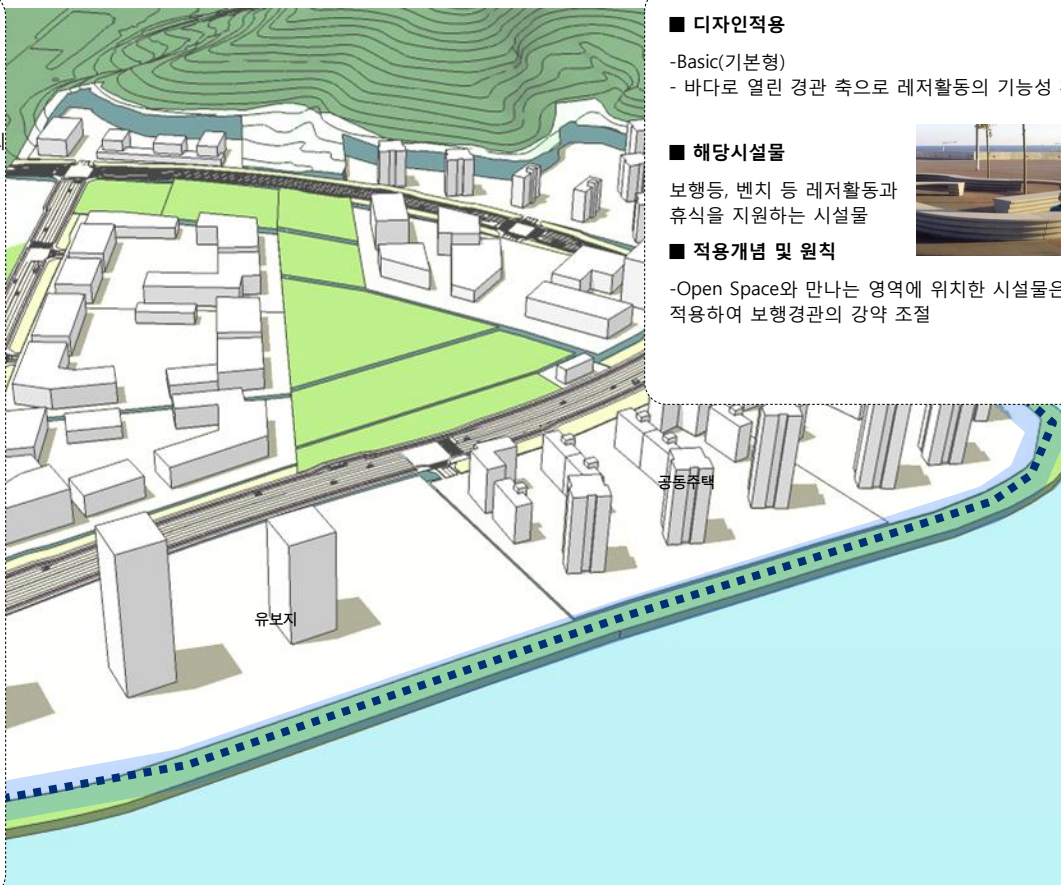 ■ 디자인적용
-Basic(기본형)
- 바다로 열린 경관 축으로 레저활동의 기능성
■ 해당시설물
보행등, 벤치 등 레저활동과
휴식을 지원하는 시설물
■ 적용개념 및 원칙
-Open Space와 만나는 영역에 위치한 시설물은
적용하여 보행경관의 강약 조절
공동주택
유보지